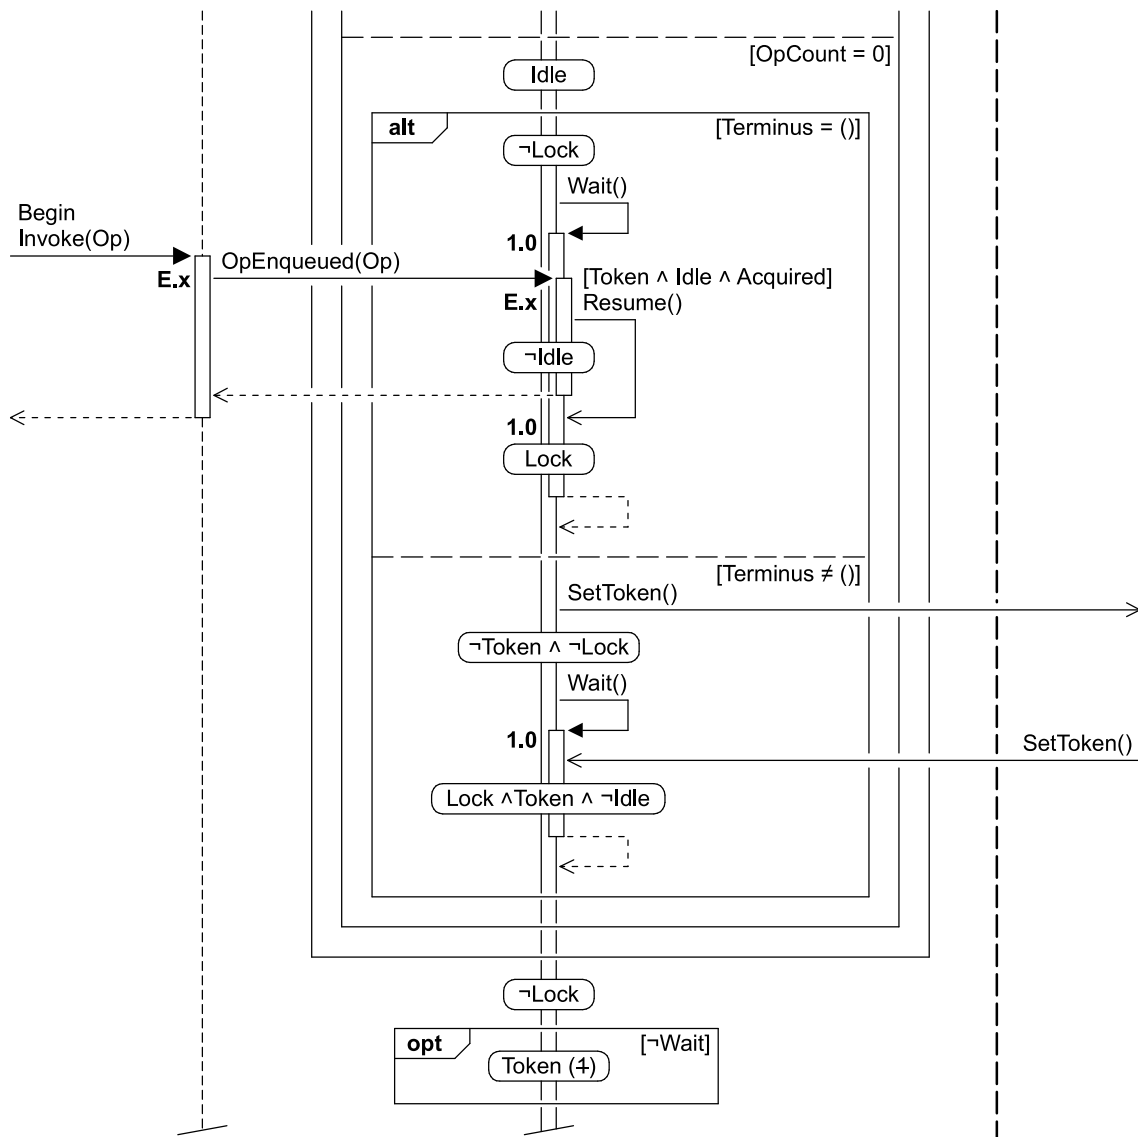 [OpCount = 0]
Idle
alt
[Terminus = ()]
¬Lock
Wait()
Begin
Invoke(Op)
1.0
OpEnqueued(Op)
E.x
[Token ∧ Idle ∧ Acquired]
E.x
Resume()
¬Idle
1.0
Lock
[Terminus ≠ ()]
SetToken()
¬Token ∧ ¬Lock
Wait()
1.0
SetToken()
Lock ∧Token ∧ ¬Idle
¬Lock
opt
[¬Wait]
Token (1)